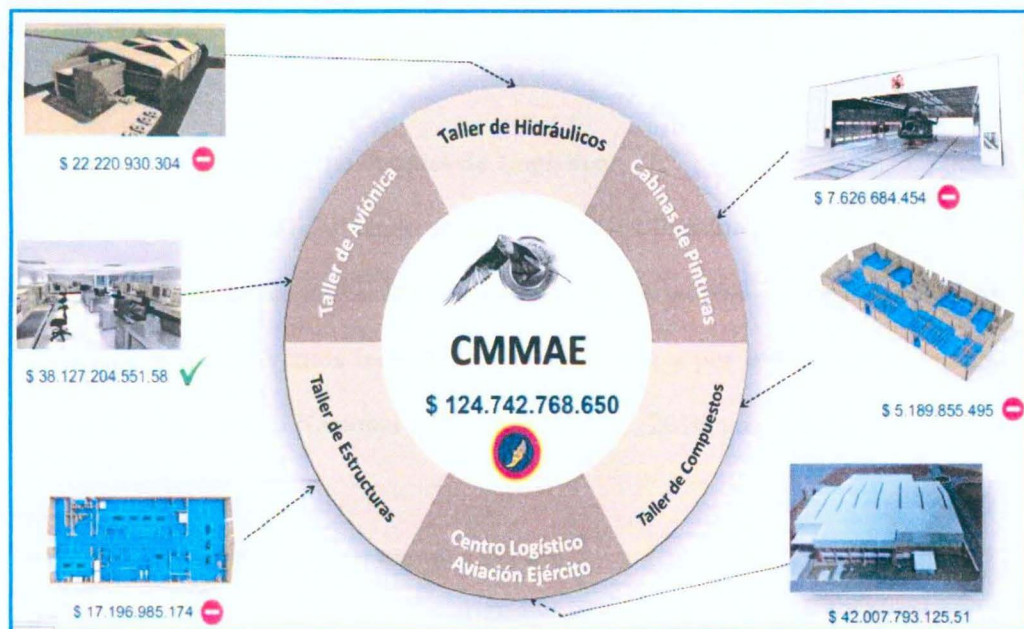 $ 22.220.930.304
Taller de Hidráulicos
Cabinas de Pinturas
$ 7.626.684.454
Taller de Aviónica
CMMAE
$ 124.742.768.650
$ 38.127.204.551.58
$ 5.189.855.495
Taller de Estructuras
Taller de Compuestos
Centro Logístico
Aviación Ejército
$ 17.196.985.174
$ 42.007.793.125,51